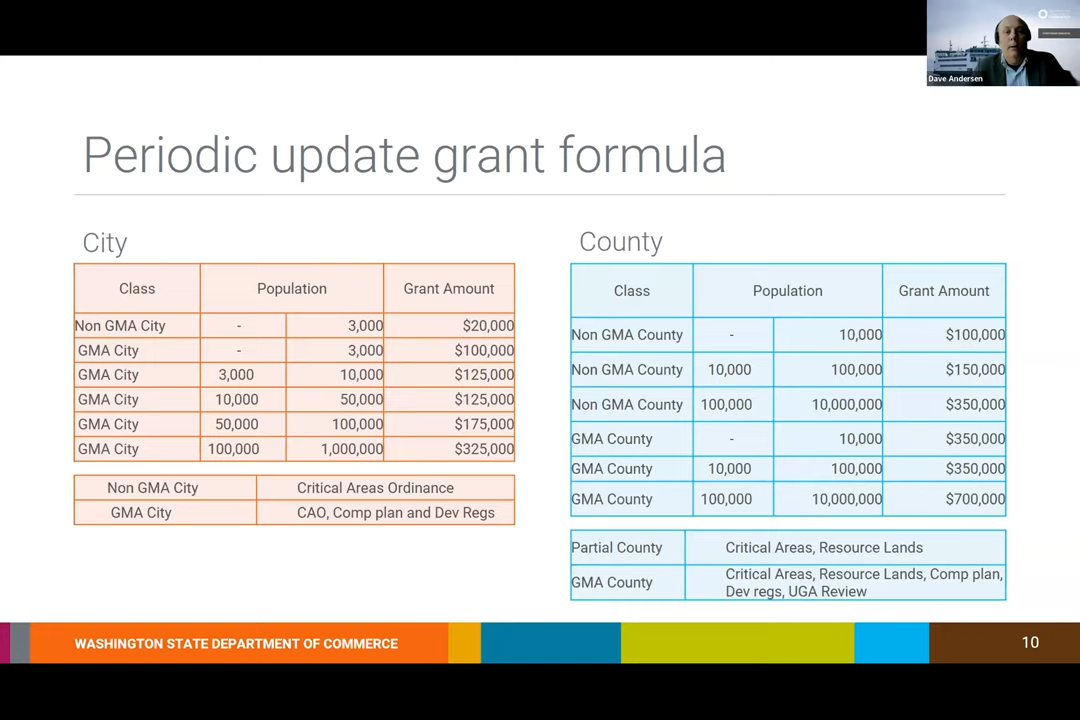 Dave Andersen
Periodic update grant formula
City
Class Population Grant Amount
Non GMA City - 3,000 $20,000
GMA City - 3,000 $100,000
GMA City 3,000 10,000 $125,000
GMA City 10,000 50,000 $125,000
GMA City 50,000 100,000 $175,000
GMA City 100,000 1,000,000 $325,000
Non GMA City Critical Areas Ordinance
GMA City CAO, Comp plan and Dev Regs
County
Class Population Grant Amount
Non GMA County - 10,000 $100,000
Non GMA County 10,000 100,000 $150,000
Non GMA County 100,000 10,000,000 $350,000
GMA County - 10,000 $350,000
GMA County 10,000 100,000 $350,000
GMA County 100,000 10,000,000 $700,000
Partial County Critical Areas, Resource Lands
GMA County Critical Areas, Resource Lands, Comp plan,
Dev regs, UGA Review
WASHINGTON STATE DEPARTMENT OF COMMERCE
10